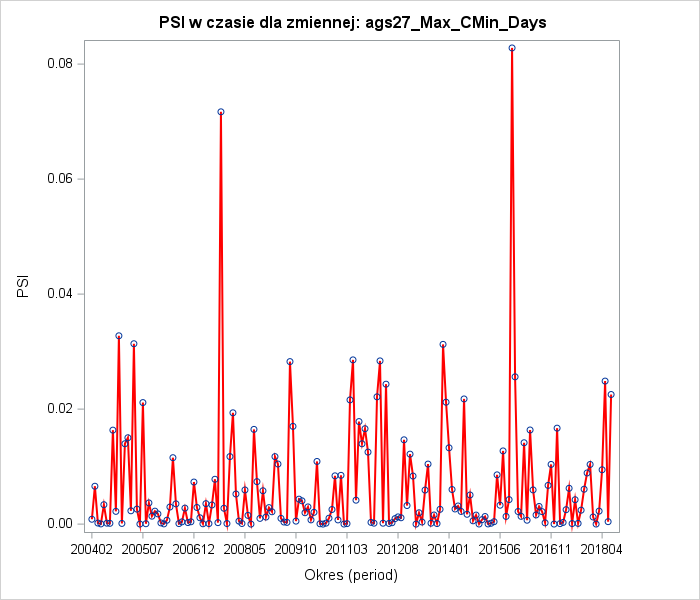 PSI w czasie dla zmiennej: ags27_Max_CMin_Days
0.08
0.06
0.04
0.02
0.00
PSI
200402 200507 200612 200805 200910 201103 201208 201401 201506 201611 201804
Okres (period)